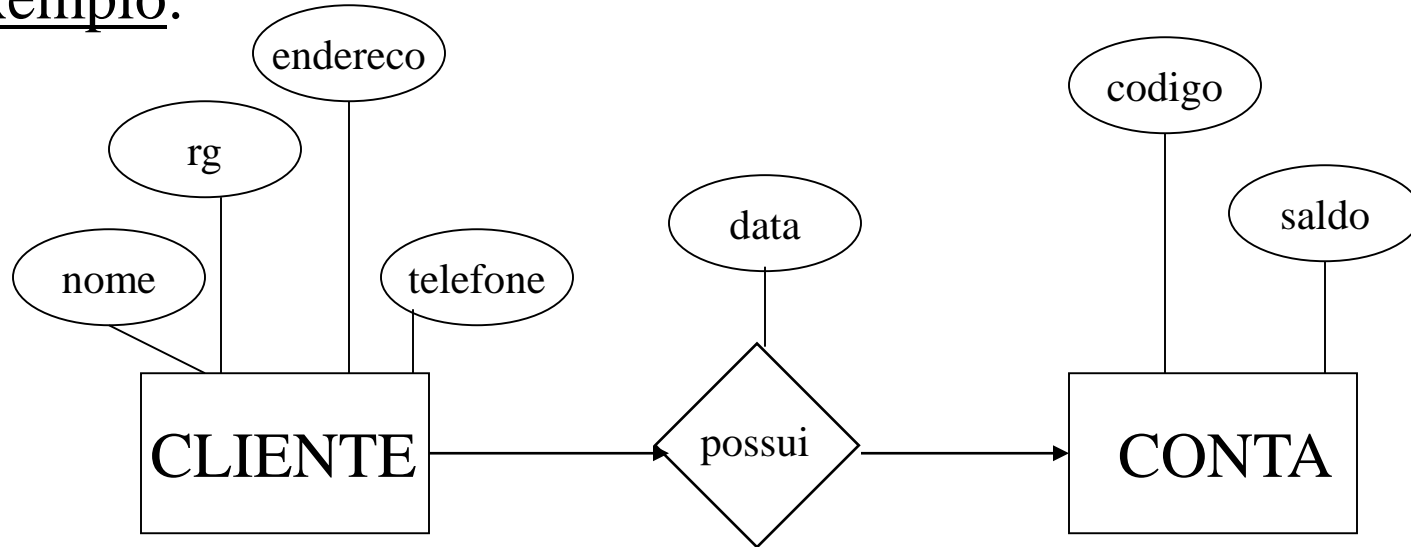 endereco
codigo
rg
saldo
data
nome
telefone
possui
CLIENTE
CONTA